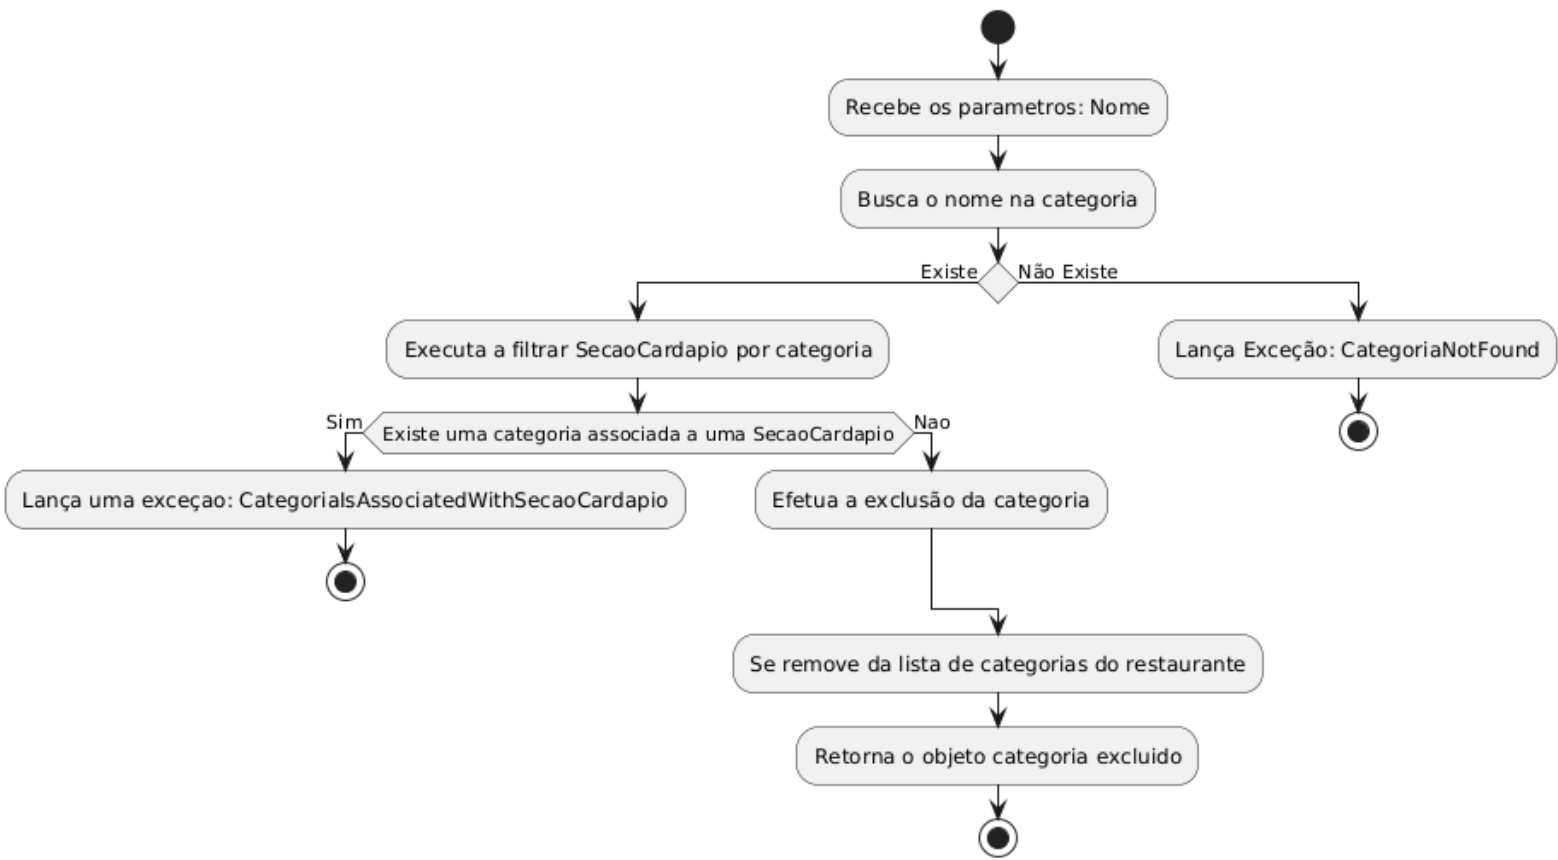 Recebe os parametros: Nome
Busca o nome na categoria
Existe
Não Existe
Executa a filtrar SecaoCardapio por categoria
Lança Exceção: CategoriaNotFound
Sim
Existe uma categoria associada a uma SecaoCardapio
Nao
Lança uma exceçao: CategoriaIsAssociatedWithSecaoCardapio
Efetua a exclusão da categoria
Se remove da lista de categorias do restaurante
Retorna o objeto categoria excluido